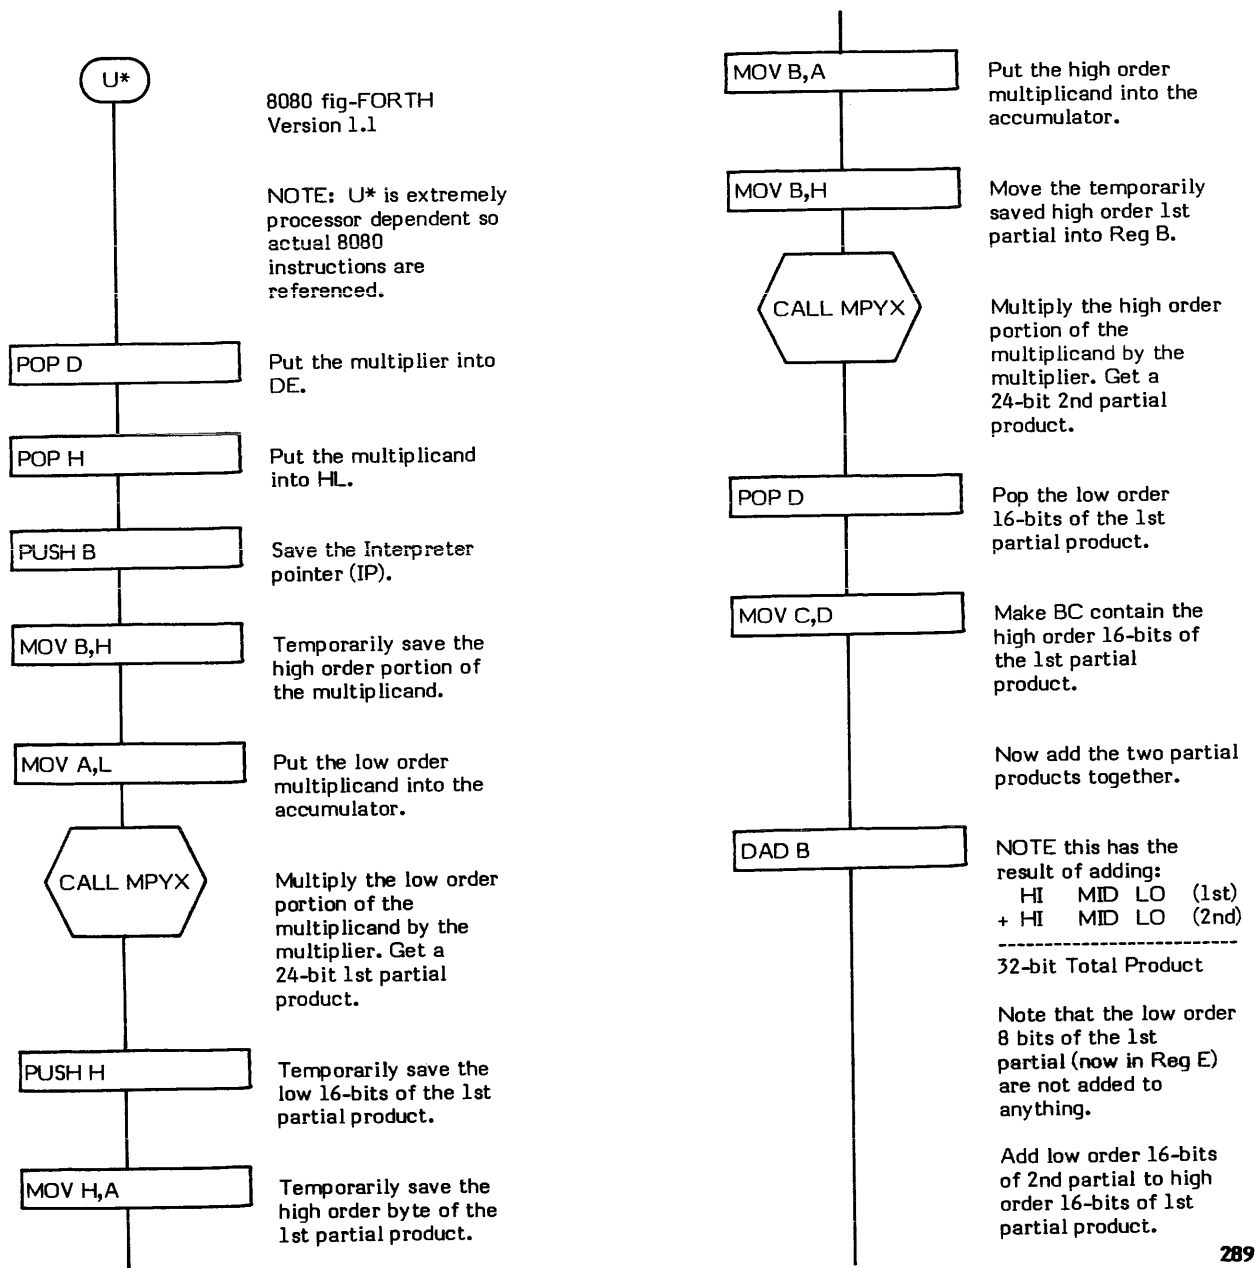 U*
8080 fig-FORTH
Version 1.1
NOTE: U* is extremely
processor dependent so
actual 8080
instructions are
referenced.
POP D
Put the multiplier into
DE.
POP H
Put the multiplicand
into HL.
PUSH B
Save the Interpreter
pointer (IP).
MOV B,H
Temporarily save the
high order portion of
the multiplicand.
MOV A,L
Put the low order
multiplicand into the
accumulator.
CALL MPYX
Multiply the low order
portion of the
multiplicand by the
multiplier. Get a
24-bit 1st partial
product.
PUSH H
Temporarily save the
low 16-bits of the 1st
partial product.
MOV H,A
Temporarily save the
high order byte of the
1st partial product.
MOV B,A
Put the high order
multiplicand into the
accumulator.
MOV B,H
Move the temporarily
saved high order 1st
partial into Reg B.
CALL MPYX
Multiply the high order
portion of the
multiplicand by the
multiplier. Get a
24-bit 2nd partial
product.
POP D
Pop the low order
16-bits of the 1st
partial product.
MOV C,D
Make BC contain the
high order 16-bits of
the 1st partial
product.
Now add the two partial
products together.
DAD B
NOTE this has the
result of adding:
HI MID LO (1st)
+ HI MID LO (2nd)
--------------------------
32-bit Total Product
Note that the low order
8 bits of the 1st
partial (now in Reg E)
are not added to
anything.
Add low order 16-bits
of 2nd partial to high
order 16-bits of 1st
partial product.
289